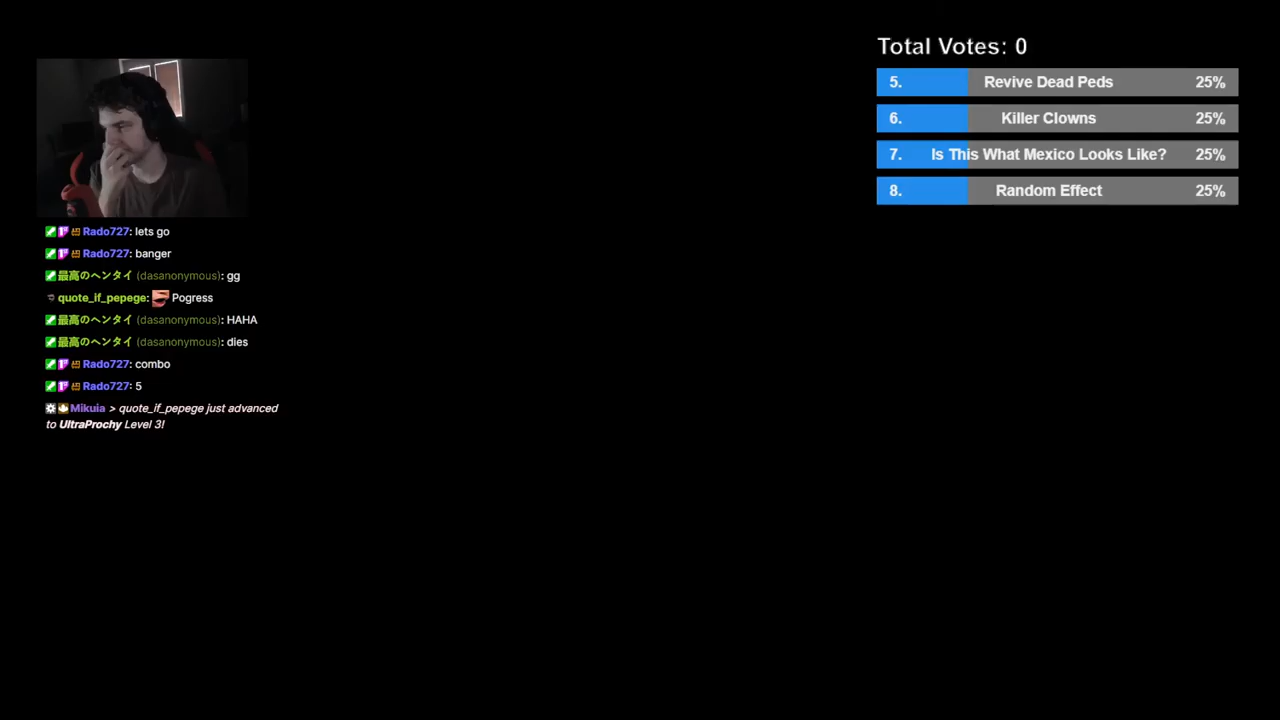 Total Votes: 0
5. Revive Dead Peds 25%
6. Killer Clowns 25%
7. Is This What Mexico Looks Like? 25%
8. Random Effect 25%
Rado727: lets go
Rado727: banger
最高のヘンタイ (dasanonymous): gg
quote_if_pepege: Pogress
最高のヘンタイ (dasanonymous): HAHA
最高のヘンタイ (dasanonymous): dies
Rado727: combo
Rado727: 5
Mikuia > quote_if_pepege just advanced
to UltraProchy Level 3!